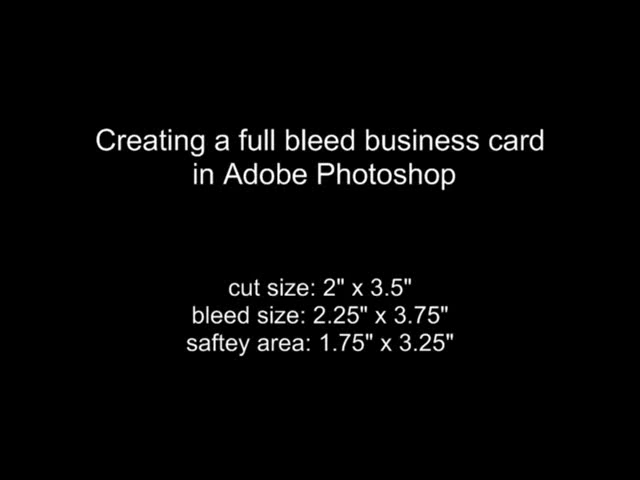 Creating a full bleed business card
in Adobe Photoshop
cut size: 2" x 3.5"
bleed size: 2.25" x 3.75"
saftey area: 1.75" x 3.25"